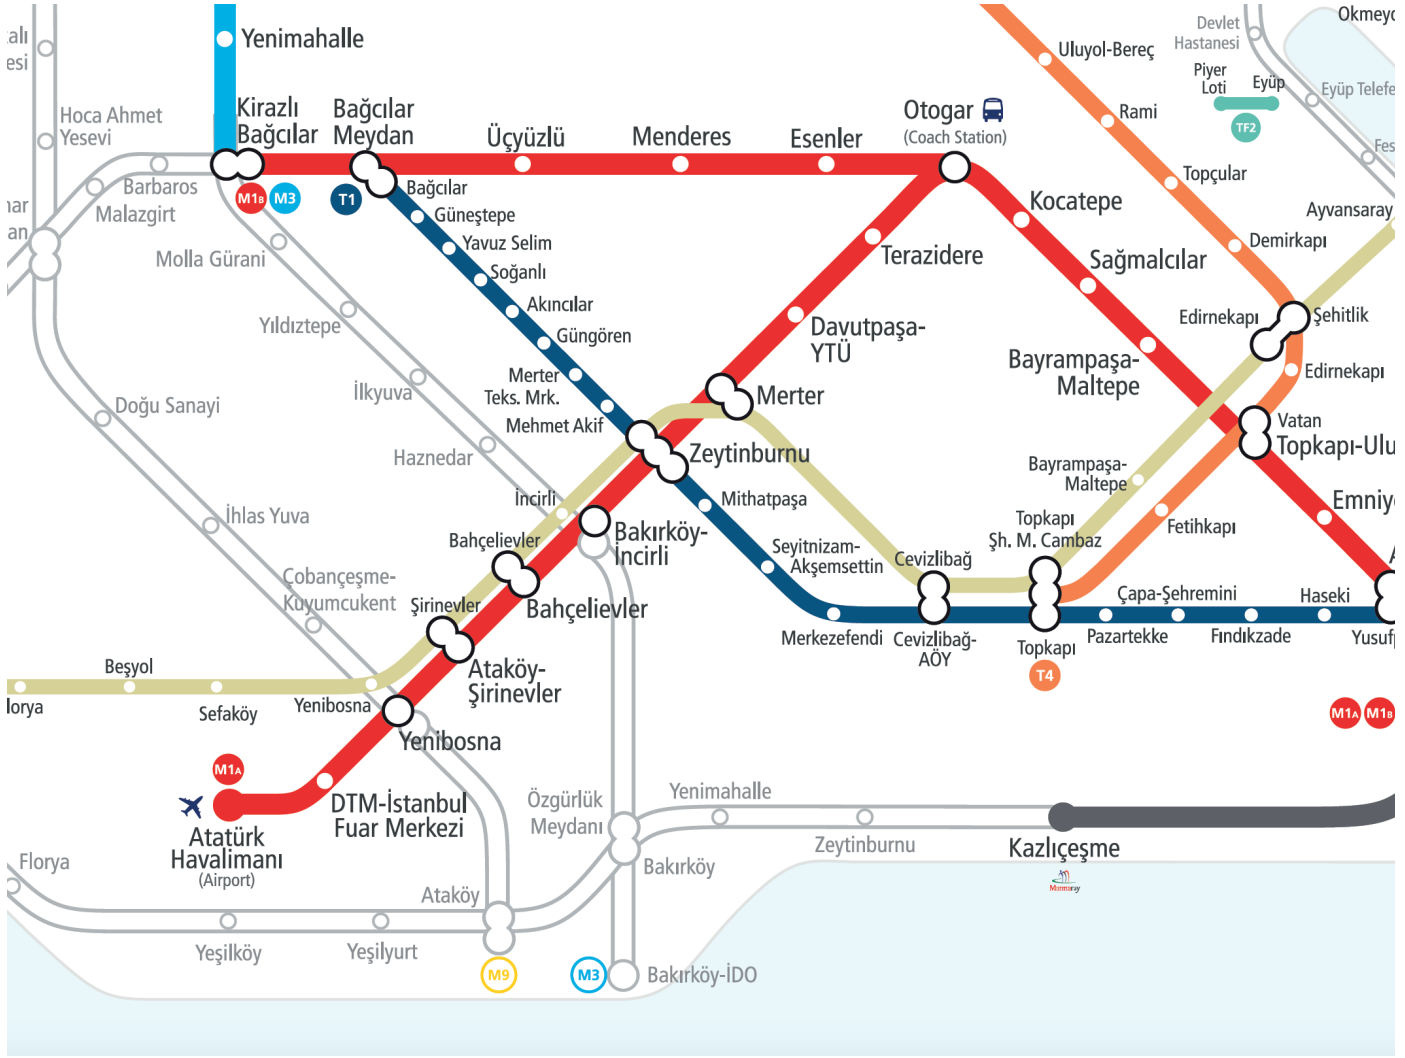 Yenimahalle
Hoca Ahmet
Yesevi
Kirazlı
Bağcılar
Bağcılar
Meydan
Üçyüzlü
Menderes
Esenler
Otogar
(Coach Station)
Uluyol-Bereç
Rami
Topçular
Demirkapı
Devlet
Hastanesi
Piyer
Loti
Eyüp
TF2
Okmeyd
Eyüp Telefe
Fes
Ayvansaray
Barbaros
Malazgirt
M1B
M3
T1
Bağcılar
Güneştepe
Yavuz Selim
Soğanlı
Akıncılar
Güngören
Merter
Teks. Mrk.
Mehmet Akif
Molla Gürani
Yıldıztepe
İlkyuva
Haznedar
Doğu Sanayi
İhlas Yuva
Çobançeşme-
Kuyumcukent
Terazidere
Davutpaşa-
YTÜ
Merter
Zeytinburnu
Kocatepe
Sağmalcılar
Bayrampaşa-
Maltepe
Edirnekapı
Şehitlik
Edirnekapı
Vatan
Topkapı-Ulu
Emniy
Bayrampaşa-
Maltepe
Topkapı
Şh. M. Cambaz
Fetihkapı
İncirli
Bakırköy-
İncirli
Mithatpaşa
Seyitnizam-
Akşemsettin
Merkezefendi
Cevizlibağ
Cevizlibağ-
AÖY
Topkapı
T4
Pazartekke
Çapa-Şehremini
Fındıkzade
Haseki
Yusufp
M1A
M1B
Bahçelievler
Bahçelievler
Şirinevler
Ataköy-
Şirinevler
Beşyol
lorya
Sefaköy
Yenibosna
Yenibosna
M1A
Atatürk
Havalimanı
(Airport)
DTM-İstanbul
Fuar Merkezi
Özgürlük
Meydanı
Yenimahalle
Zeytinburnu
Kazlıçeşme
Marmaray
Bakırköy
Florya
Yeşilköy
Yeşilyurt
Ataköy
M9
M3
Bakırköy-İDO